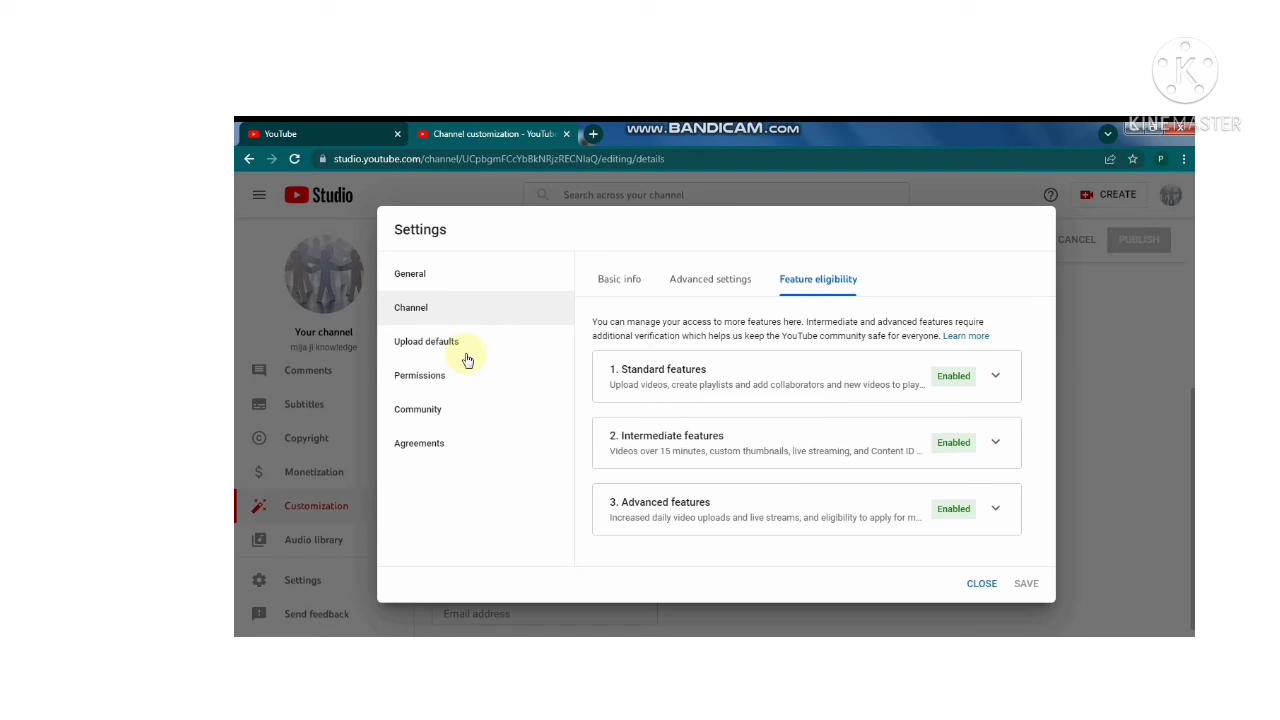 K
KINEMASTER
YouTube
Channel customization - YouTube
WWW.BANDICAM.COM
studio.youtube.com/channel/UCpbgmFCcYbBkNRjzRECNIaQ/editing/details
P
Studio
Search across your channel
CREATE
CANCEL
PUBLISH
Your channel
mija ji knowledge
Comments
Subtitles
Copyright
Monetization
Customization
Audio library
Settings
Send feedback
Settings
General
Channel
Upload defaults
Permissions
Community
Agreements
Basic info
Advanced settings
Feature eligibility
You can manage your access to more features here. Intermediate and advanced features require
additional verification which helps us keep the YouTube community safe for everyone. Learn more
1. Standard features
Upload videos, create playlists and add collaborators and new videos to play...
Enabled
2. Intermediate features
Videos over 15 minutes, custom thumbnails, live streaming, and Content ID ...
Enabled
3. Advanced features
Increased daily video uploads and live streams, and eligibility to apply for m...
Enabled
CLOSE
SAVE
Email address